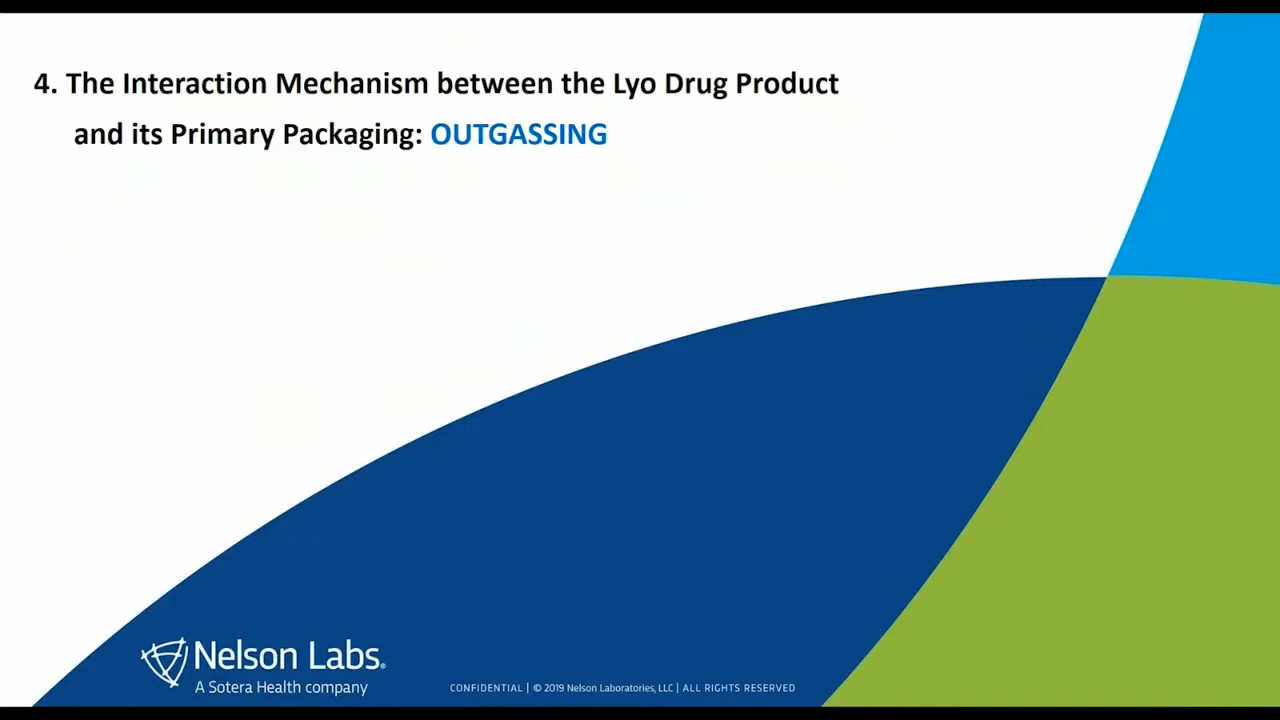 4. The Interaction Mechanism between the Lyo Drug Product
and its Primary Packaging: OUTGASSING
Nelson Labs®
A Sotera Health company
CONFIDENTIAL | © 2019 Nelson Laboratories, LLC | ALL RIGHTS RESERVED